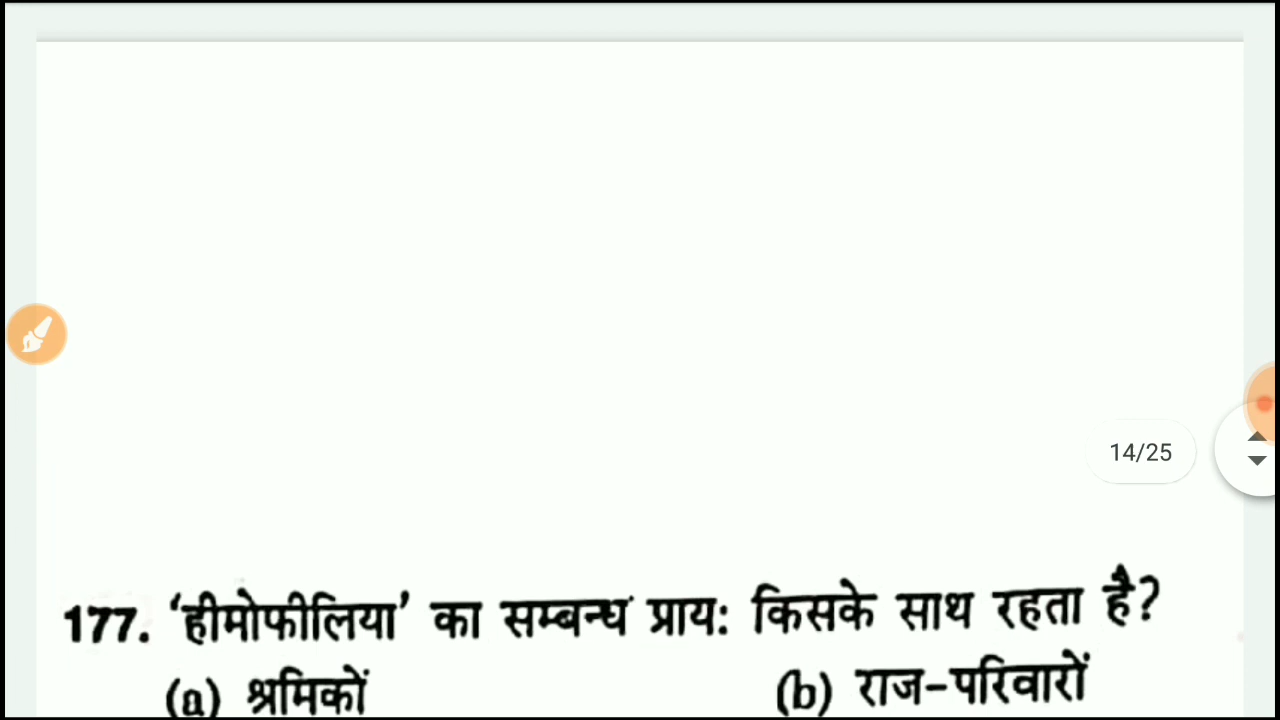 14/25
177. ‘हीमोफीलिया’ का सम्बन्ध प्राय: किसके साथ रहता है?
(a) श्रमिकों (b) राज-परिवारों